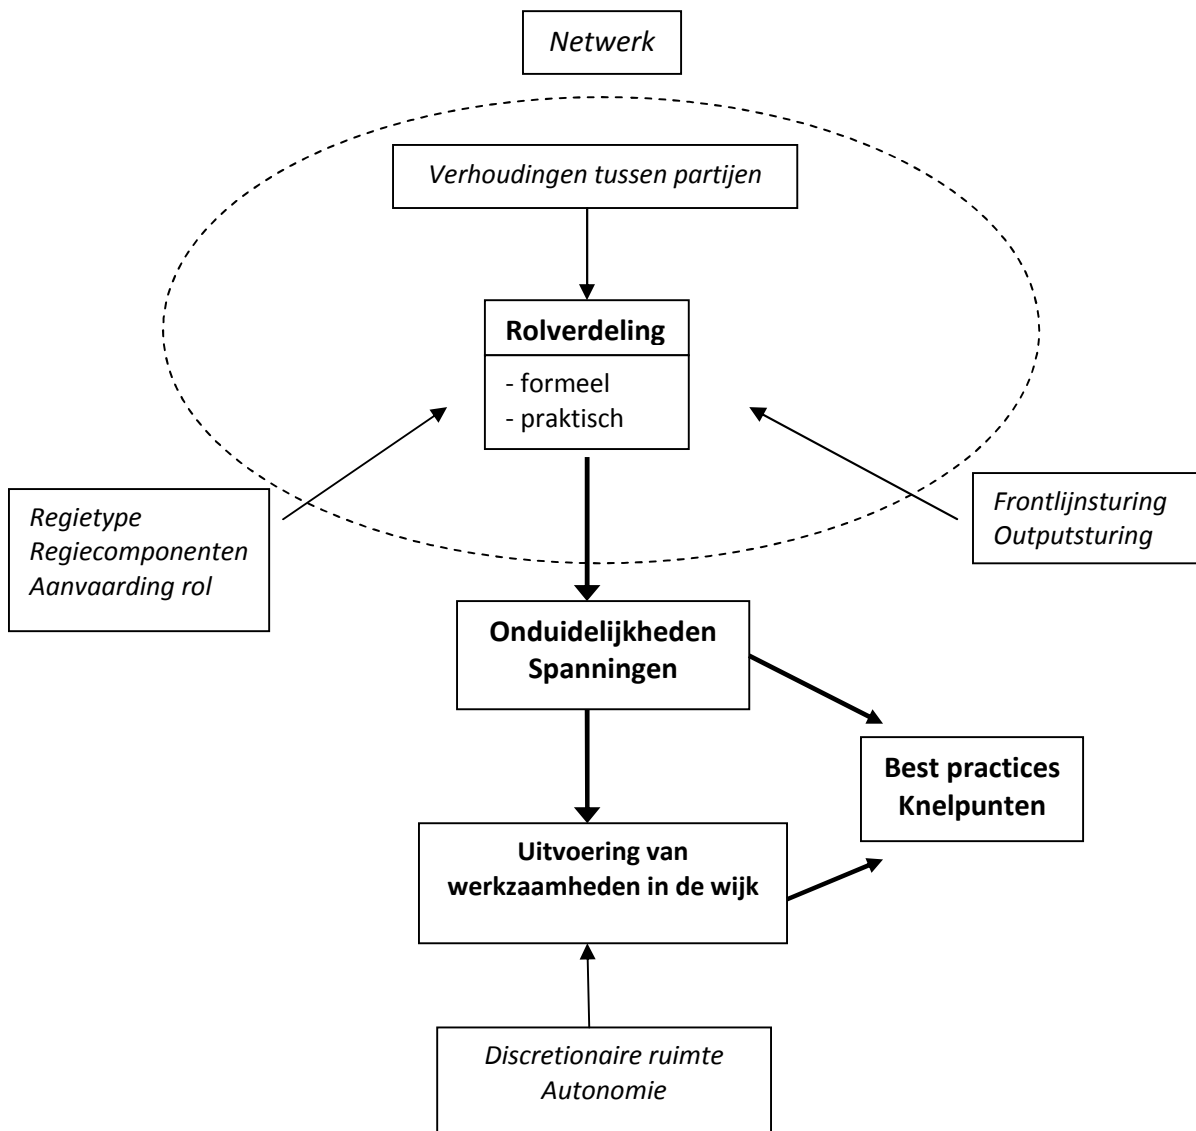 Netwerk
Verhoudingen tussen partijen
Rolverdeling
- formeel
- praktisch
Regietype
Regiecomponenten
Aanvaarding rol
Frontlijnsturing
Outputsturing
Onduidelijkheden
Spanningen
Best practices
Knelpunten
Uitvoering van
werkzaamheden in de wijk
Discretionaire ruimte
Autonomie